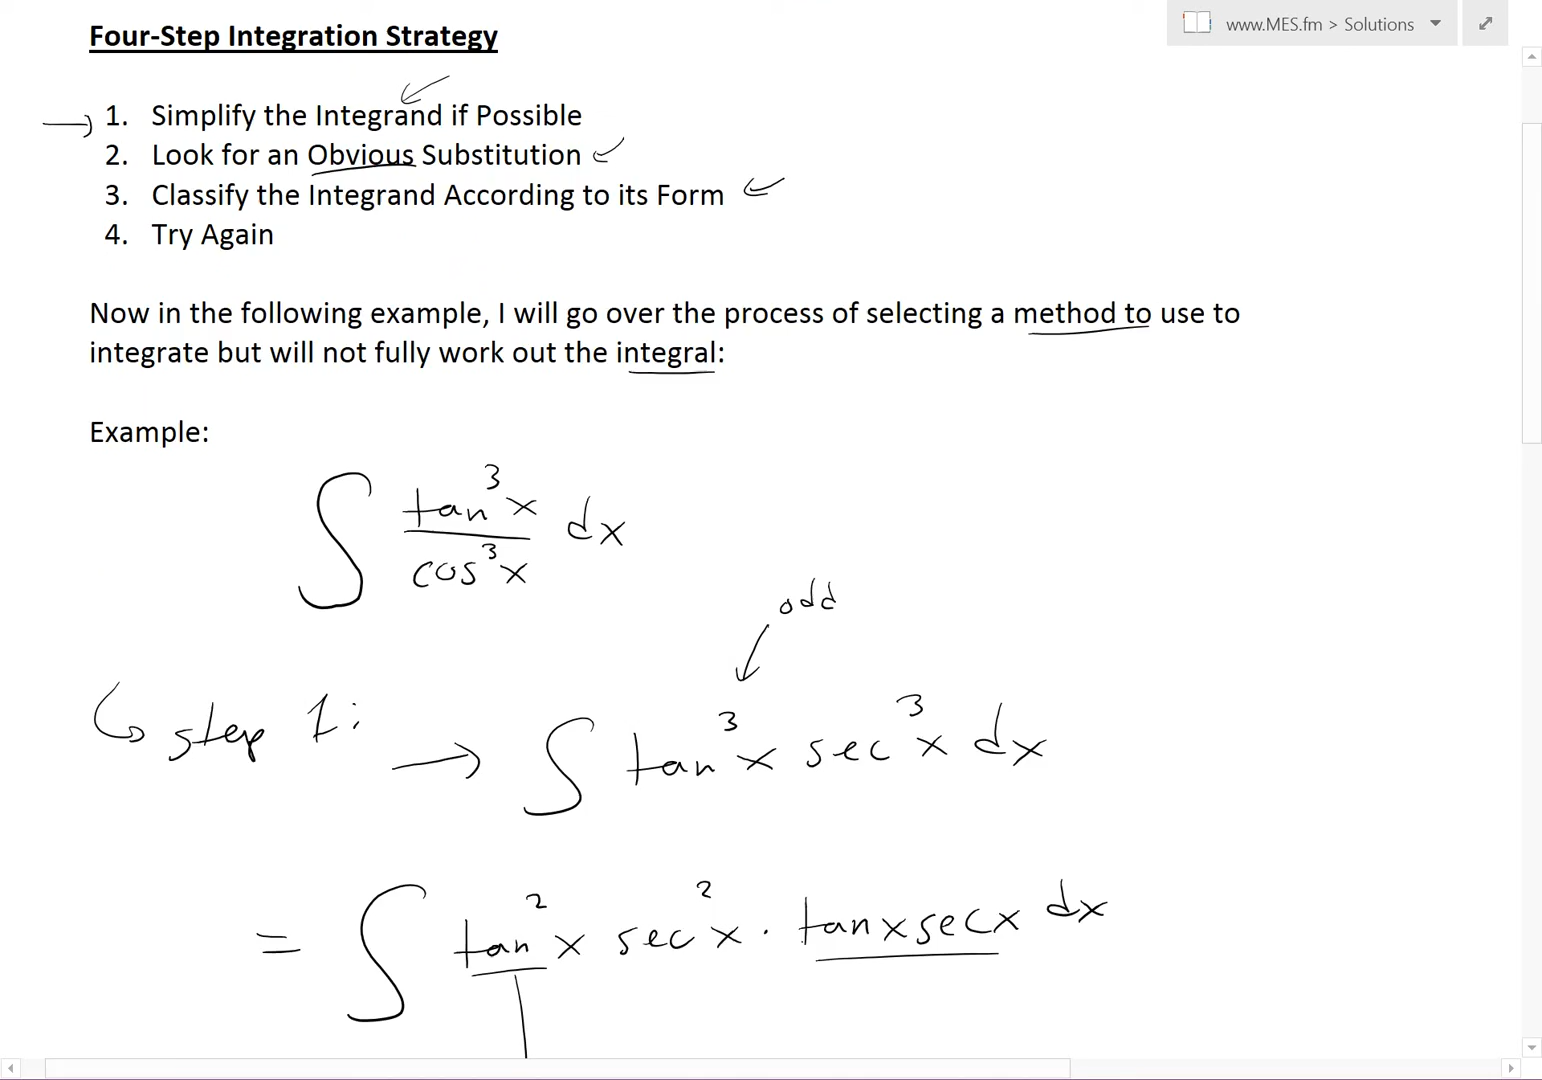 Four-Step Integration Strategy
www.MES.fm > Solutions
1. Simplify the Integrand if Possible
2. Look for an Obvious Substitution
3. Classify the Integrand According to its Form
4. Try Again
Now in the following example, I will go over the process of selecting a method to use to
integrate but will not fully work out the integral:
Example:
∫ tan³x / cos³x dx
odd
step 1: → ∫ tan³x sec³x dx
= ∫ tan²x sec²x · tanxsecx dx